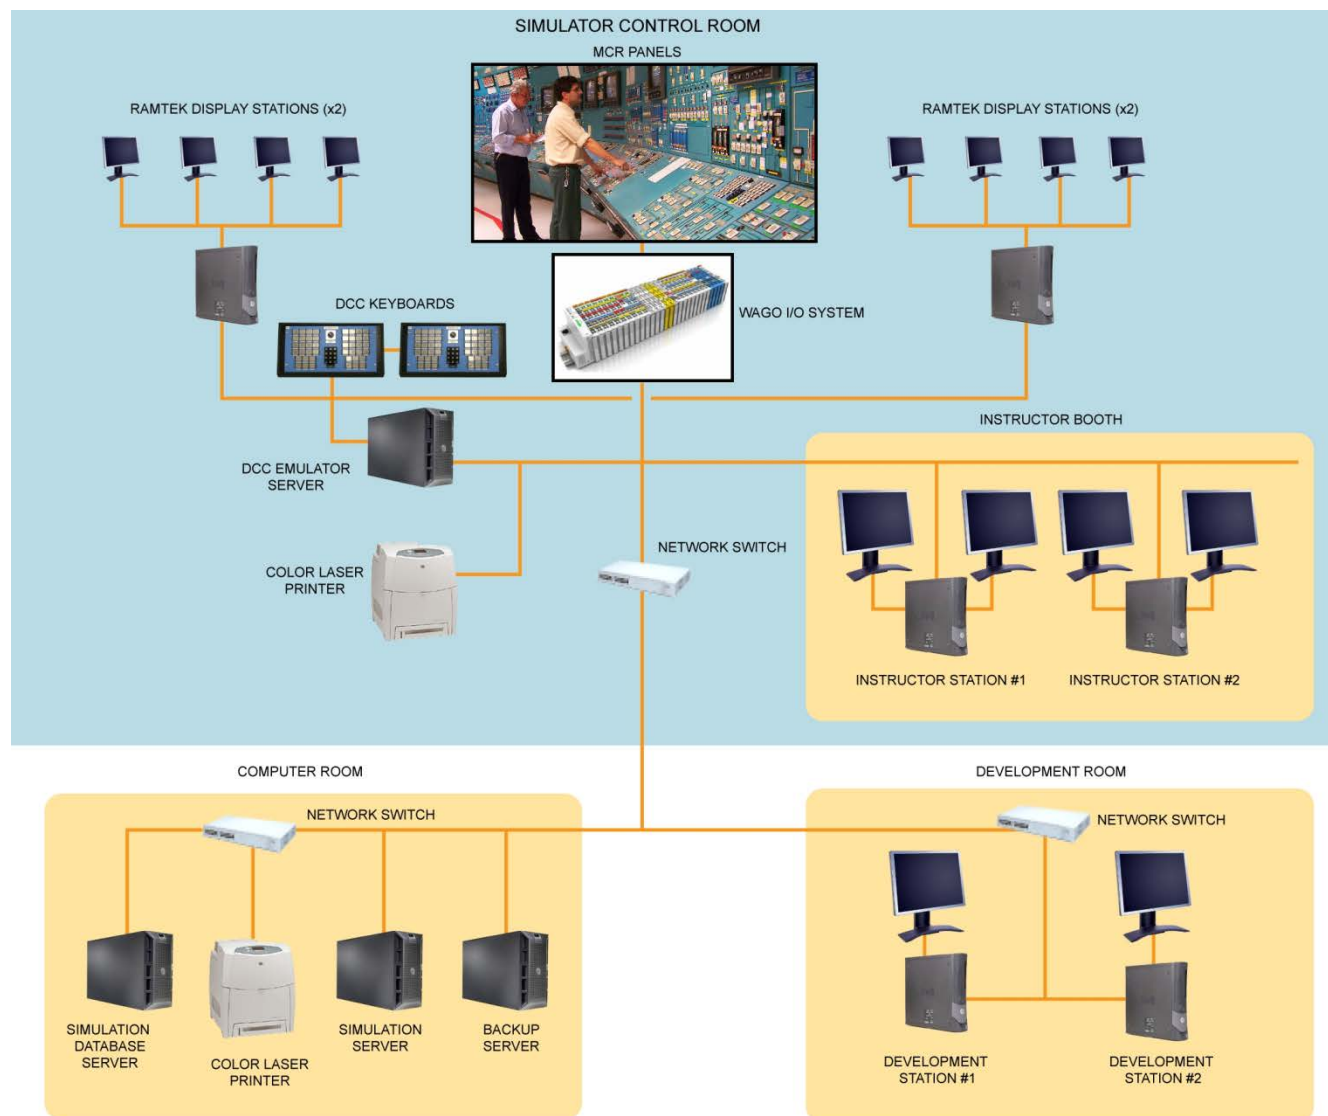 SIMULATOR CONTROL ROOM
MCR PANELS
RAMTEK DISPLAY STATIONS (x2)
RAMTEK DISPLAY STATIONS (x2)
DCC KEYBOARDS
WAGO I/O SYSTEM
INSTRUCTOR BOOTH
DCC EMULATOR
SERVER
NETWORK SWITCH
COLOR LASER
PRINTER
INSTRUCTOR STATION #1
INSTRUCTOR STATION #2
COMPUTER ROOM
DEVELOPMENT ROOM
NETWORK SWITCH
NETWORK SWITCH
SIMULATION
DATABASE
SERVER
COLOR LASER
PRINTER
SIMULATION
SERVER
BACKUP
SERVER
DEVELOPMENT
STATION #1
DEVELOPMENT
STATION #2